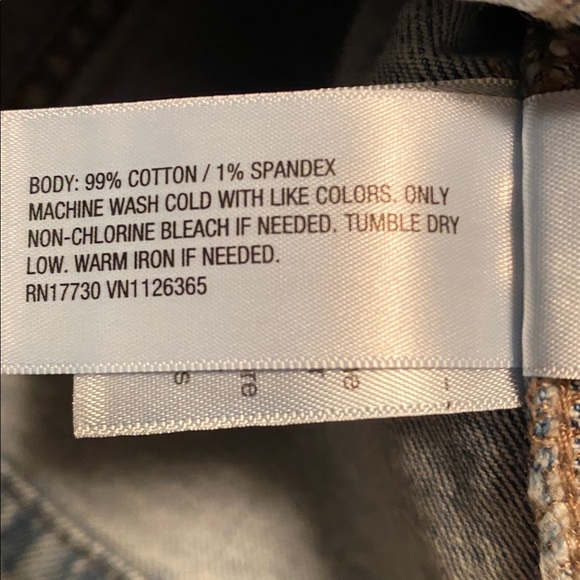 BODY: 99% COTTON / 1% SPANDEX
MACHINE WASH COLD WITH LIKE COLORS. ONLY
NON-CHLORINE BLEACH IF NEEDED. TUMBLE DRY
LOW. WARM IRON IF NEEDED.
RN17730 VN1126365